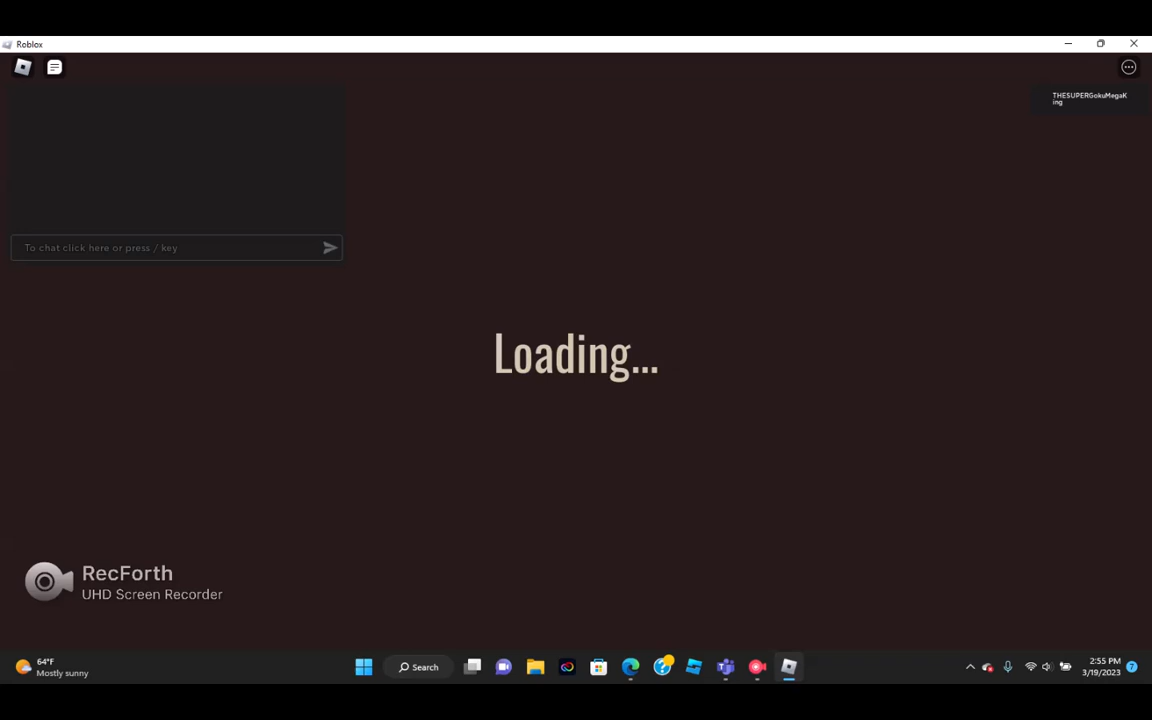 Roblox
THESUPERGokuMegaK
ing
To chat click here or press / key
Loading...
RecForth
UHD Screen Recorder
64°F
Mostly sunny
Search
2:55 PM
3/19/2023
7